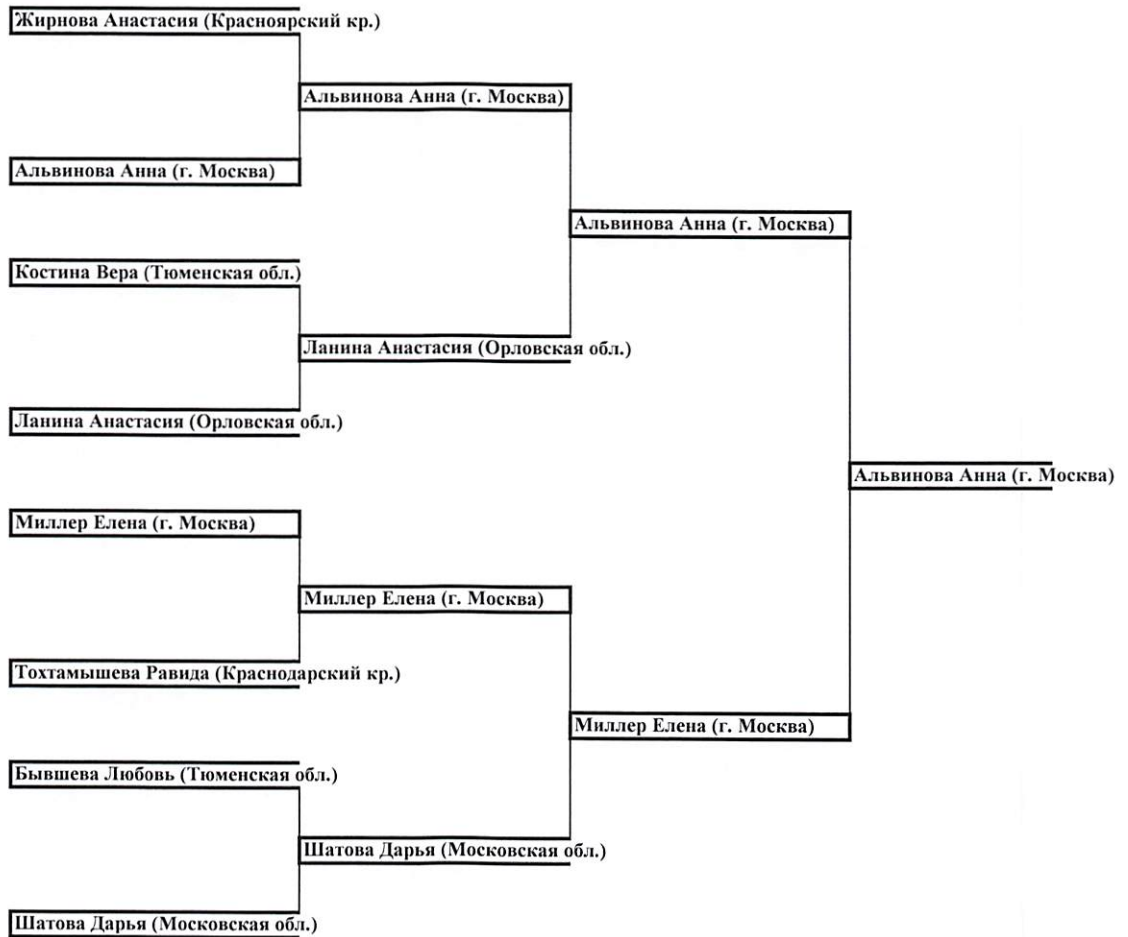 Жирнова Анастасия (Красноярский кр.)
Альвинова Анна (г. Москва)
Альвинова Анна (г. Москва)
Альвинова Анна (г. Москва)
Костина Вера (Тюменская обл.)
Ланина Анастасия (Орловская обл.)
Ланина Анастасия (Орловская обл.)
Альвинова Анна (г. Москва)
Миллер Елена (г. Москва)
Миллер Елена (г. Москва)
Тохтамышева Равида (Краснодарский кр.)
Миллер Елена (г. Москва)
Бывшева Любовь (Тюменская обл.)
Шатова Дарья (Московская обл.)
Шатова Дарья (Московская обл.)